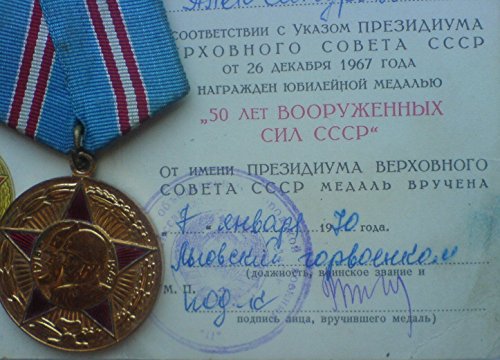 соответствии с Указом ПРЕЗИДИУМА
ВЕРХОВНОГО СОВЕТА СССР
ОТ 26 ДЕКАБРЯ 1967 ГОДА
НАГРАЖДЕН ЮБИЛЕЙНОЙ МЕДАЛЬЮ
„50 ЛЕТ ВООРУЖЕННЫХ
СИЛ СССР“
От имени ПРЕЗИДИУМА ВЕРХОВНОГО
СОВЕТА СССР МЕДАЛЬ ВРУЧЕНА
„7“ января 1970 года.
Львовский горвоенком
(должность, воинское звание и
М. П. подп-к
подпись лица, вручившего медаль)